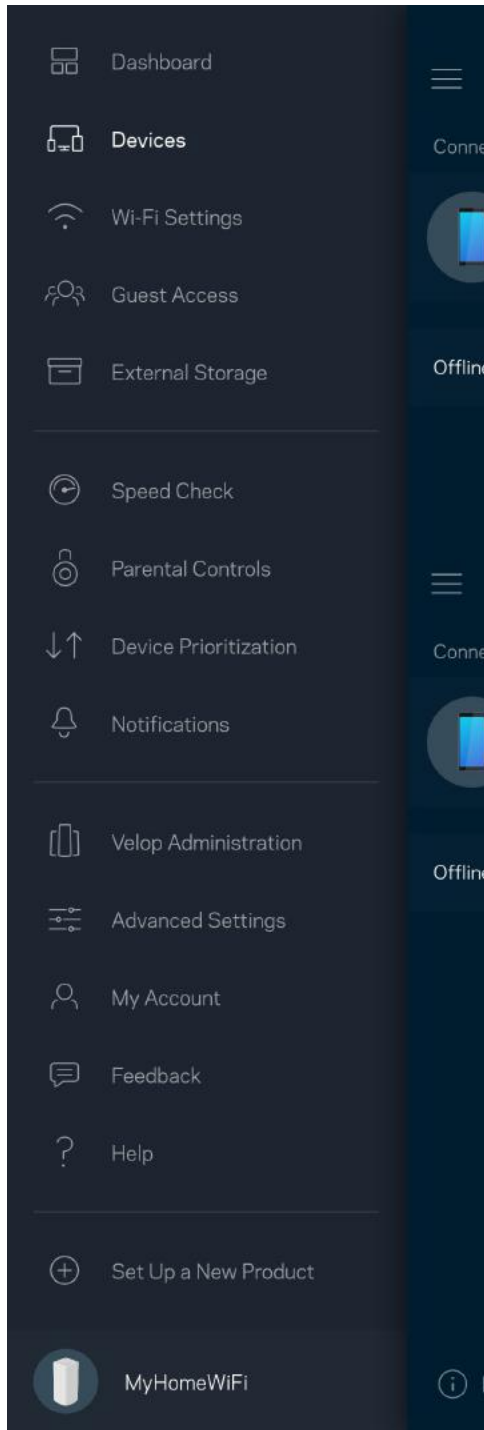 Dashboard
Devices
Wi-Fi Settings
Guest Access
External Storage
Speed Check
Parental Controls
Device Prioritization
Notifications
Velop Administration
Advanced Settings
My Account
Feedback
Help
Set Up a New Product
MyHomeWiFi